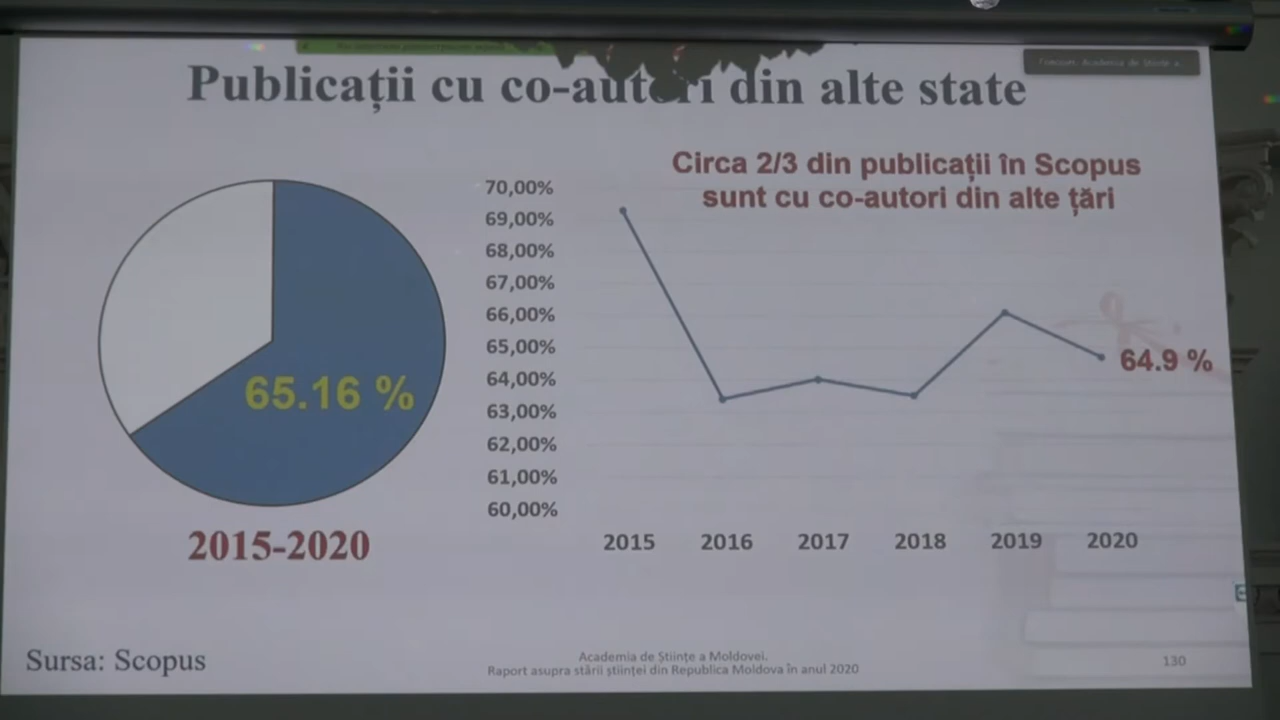 Publicații cu co-autori din alte state
Circa 2/3 din publicații în Scopus
sunt cu co-autori din alte țări
65.16 %
2015-2020
70,00%
69,00%
68,00%
67,00%
66,00%
65,00%
64,00%
63,00%
62,00%
61,00%
60,00%
64.9 %
2015 2016 2017 2018 2019 2020
Sursa: Scopus
Academia de Științe a Moldovei.
Raport asupra stării științei din Republica Moldova în anul 2020
130